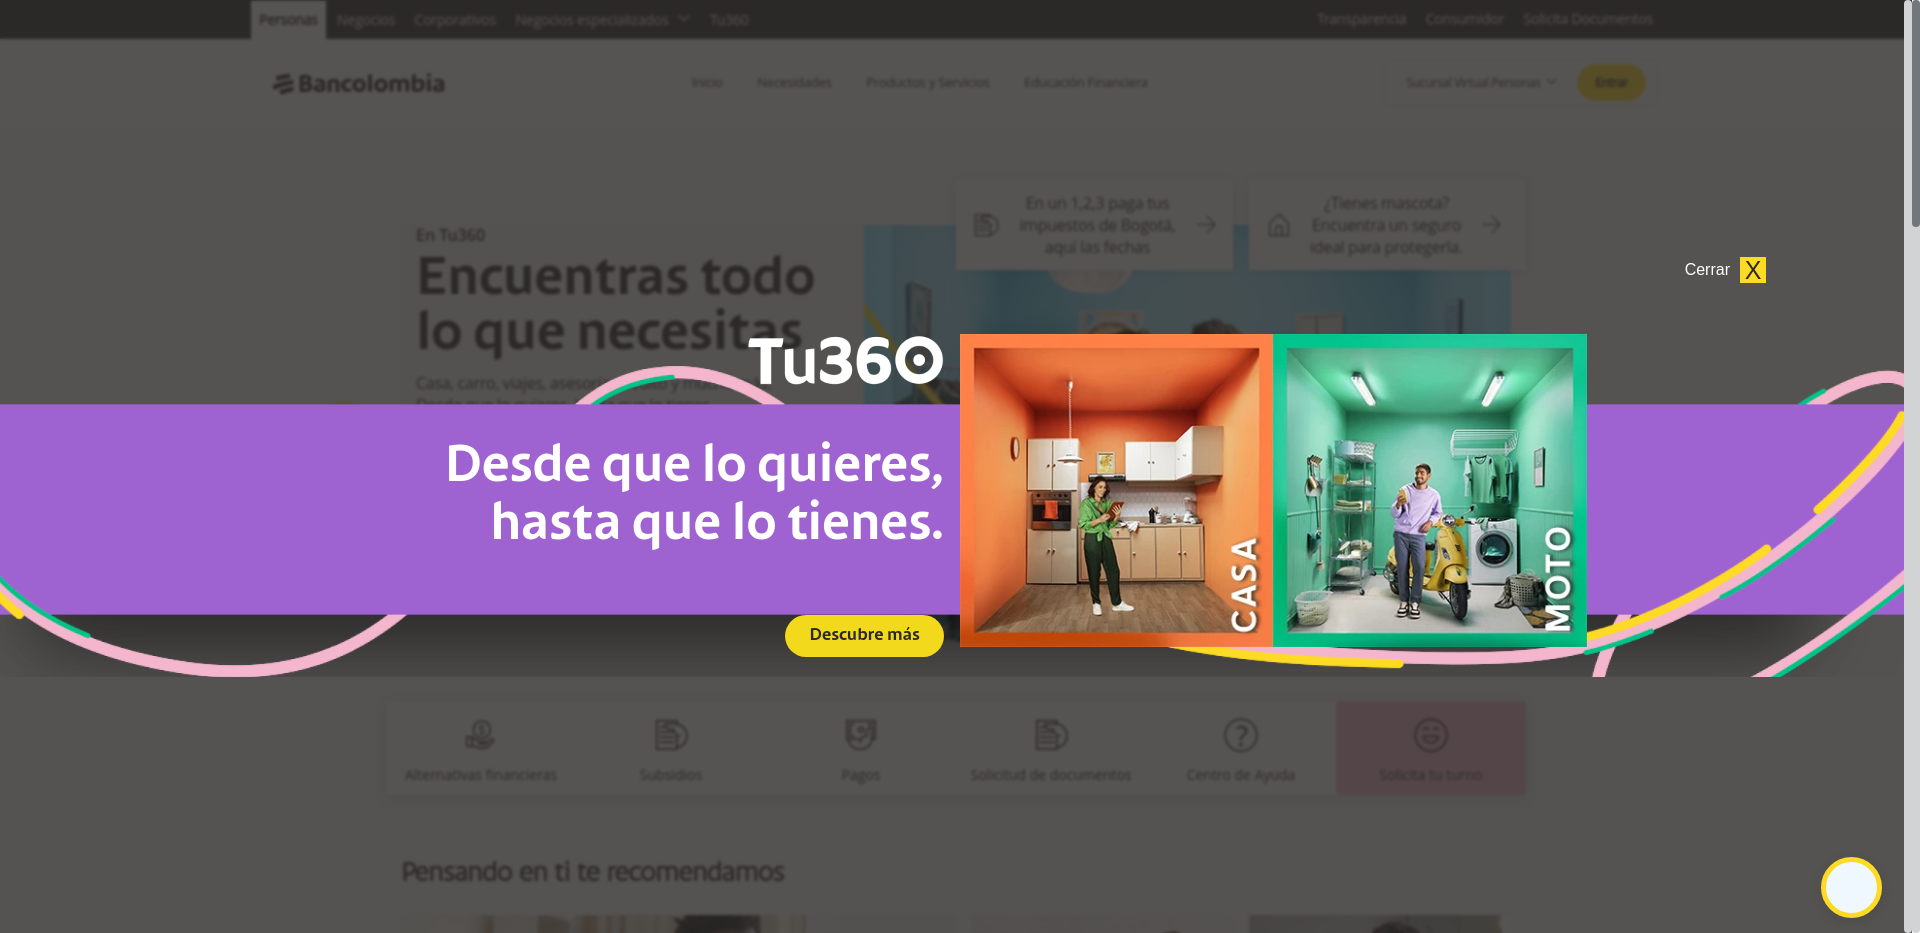 Personas
Negocios
Corporativos
Negocios especializados
Tu360
Transparencia
Consumidor
Solicita Documentos
Bancolombia
Inicio
Necesidades
Productos y Servicios
Educación Financiera
Sucursal Virtual Personas
Entrar
En un 1,2,3 paga tus
impuestos de Bogotá,
aquí las fechas
¿Tienes mascota?
Encuentra un seguro
ideal para protegerla.
En Tu360
Encuentras todo
lo que necesitas
Casa, carro, viajes,
Cerrar X
Tu360
Desde que lo quieres,
hasta que lo tienes.
Descubre más
CASA
MOTO
Alternativas financieras
Subsidios
Pagos
Solicitud de documentos
Centro de Ayuda
Solicita tu turno
Pensando en ti te recomendamos